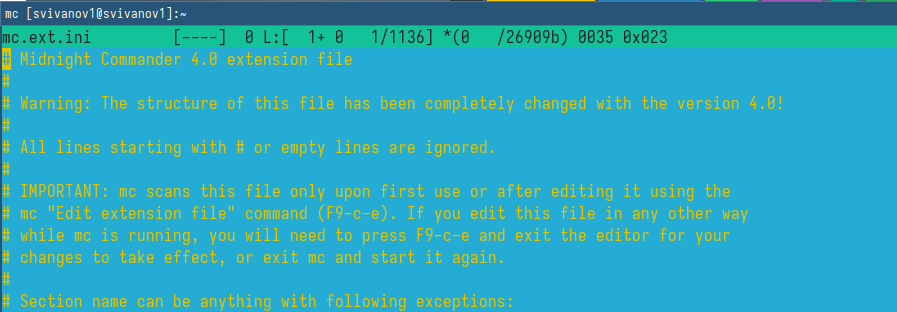 mc [svivanov1@svivanov1]:~
mc.ext.ini         [----]  0 L:[  1+ 0   1/1136] *(0   /26909b) 0035 0x023
# Midnight Commander 4.0 extension file
#
# Warning: The structure of this file has been completely changed with the version 4.0!
#
# All lines starting with # or empty lines are ignored.
#
# IMPORTANT: mc scans this file only upon first use or after editing it using the
# mc "Edit extension file" command (F9-c-e). If you edit this file in any other way
# while mc is running, you will need to press F9-c-e and exit the editor for your
# changes to take effect, or exit mc and start it again.
#
# Section name can be anything with following exceptions: